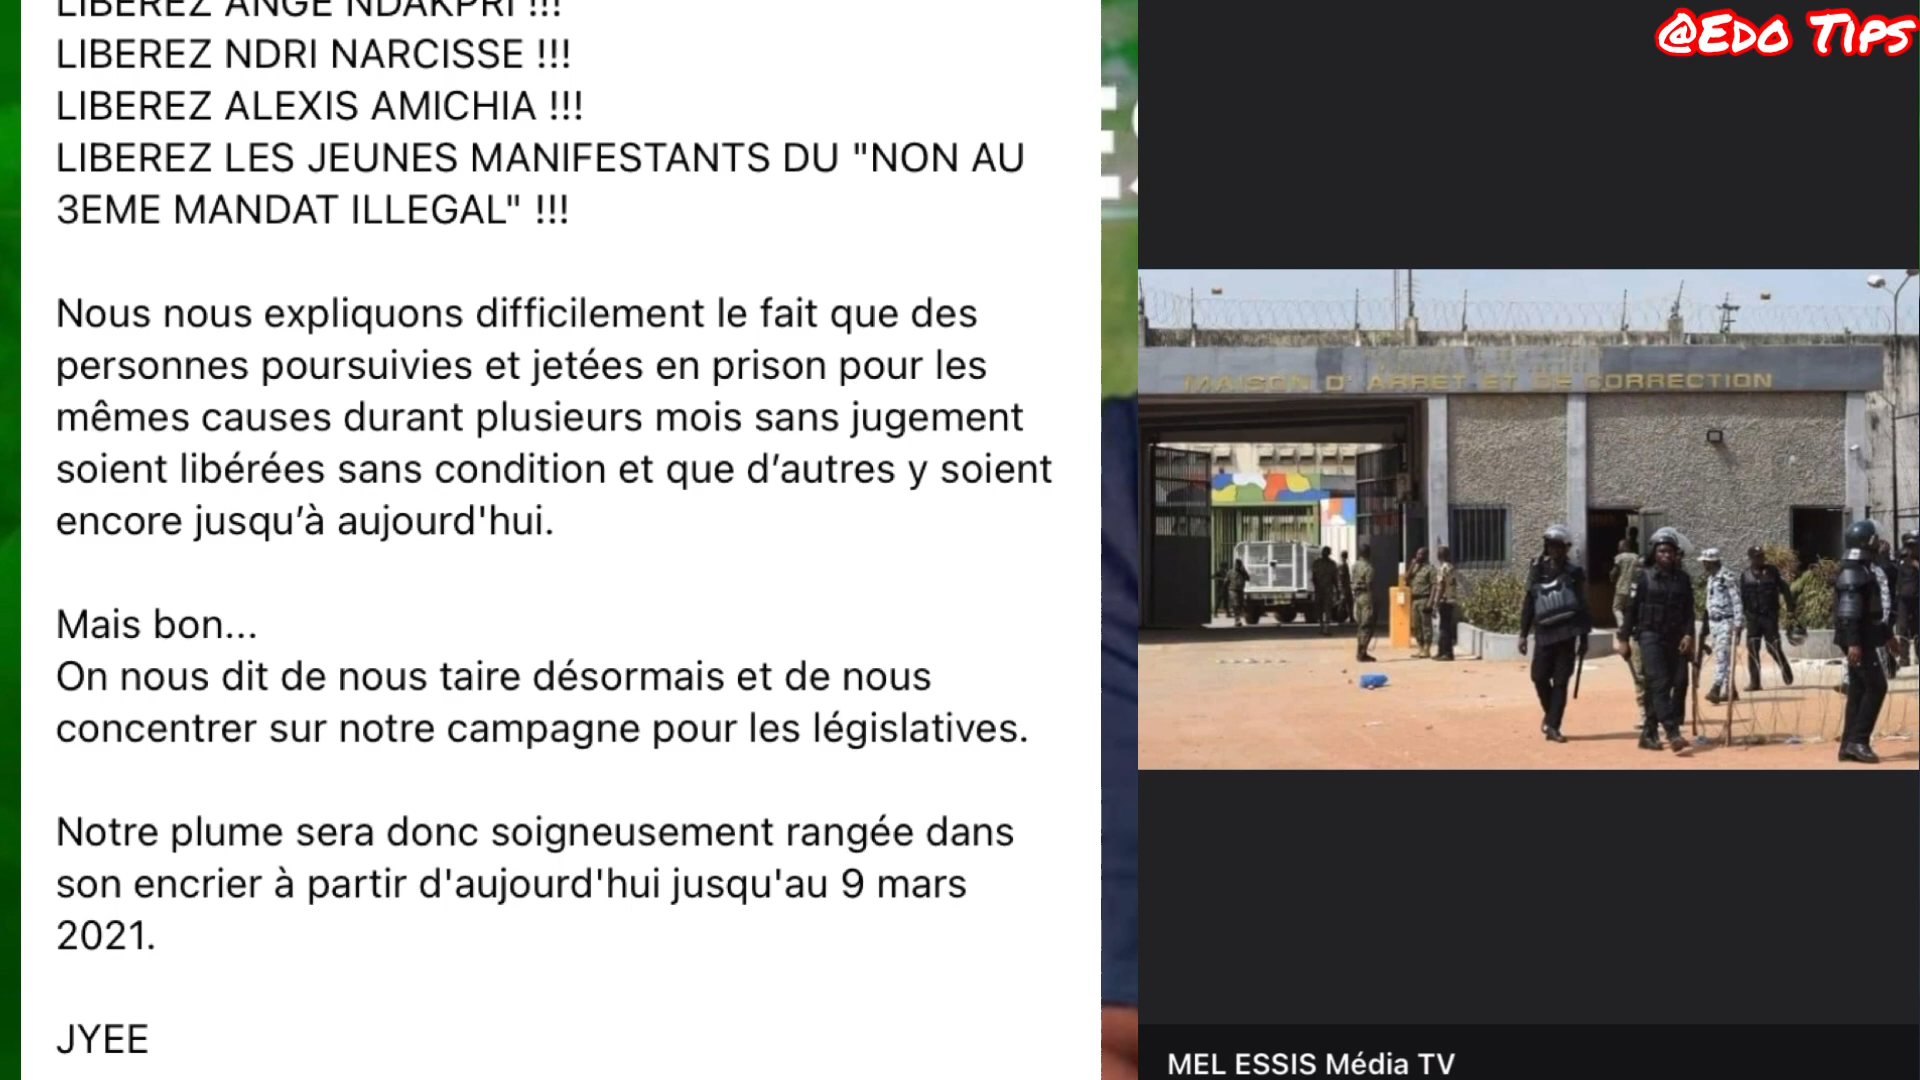 LIBEREZ ANGE NDAKPRI !!!
LIBEREZ NDRI NARCISSE !!!
LIBEREZ ALEXIS AMICHIA !!!
LIBEREZ LES JEUNES MANIFESTANTS DU "NON AU
3EME MANDAT ILLEGAL" !!!
Nous nous expliquons difficilement le fait que des
personnes poursuivies et jetées en prison pour les
mêmes causes durant plusieurs mois sans jugement
soient libérées sans condition et que d’autres y soient
encore jusqu’à aujourd'hui.
Mais bon...
On nous dit de nous taire désormais et de nous
concentrer sur notre campagne pour les législatives.
Notre plume sera donc soigneusement rangée dans
son encrier à partir d'aujourd'hui jusqu'au 9 mars
2021.
JYEE
@EDO TIPS
MAISON D' ARRET ET DE CORRECTION
MEL ESSIS Média TV